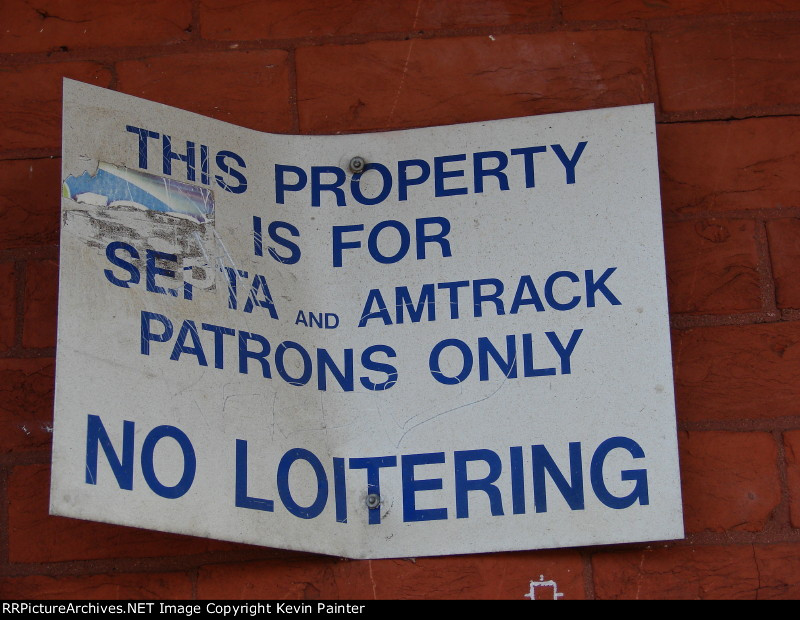 THIS PROPERTY
IS FOR
SEPTA AND AMTRACK
PATRONS ONLY
NO LOITERING
RRPictureArchives.NET Image Copyright Kevin Painter